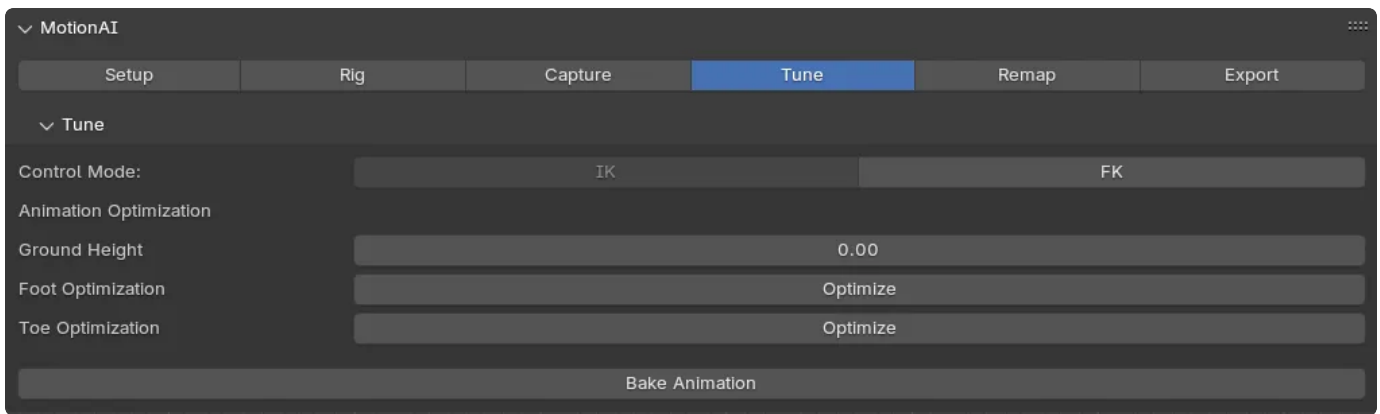 MotionAI
Setup Rig Capture Tune Remap Export
Tune
Control Mode: IK FK
Animation Optimization
Ground Height 0.00
Foot Optimization Optimize
Toe Optimization Optimize
Bake Animation